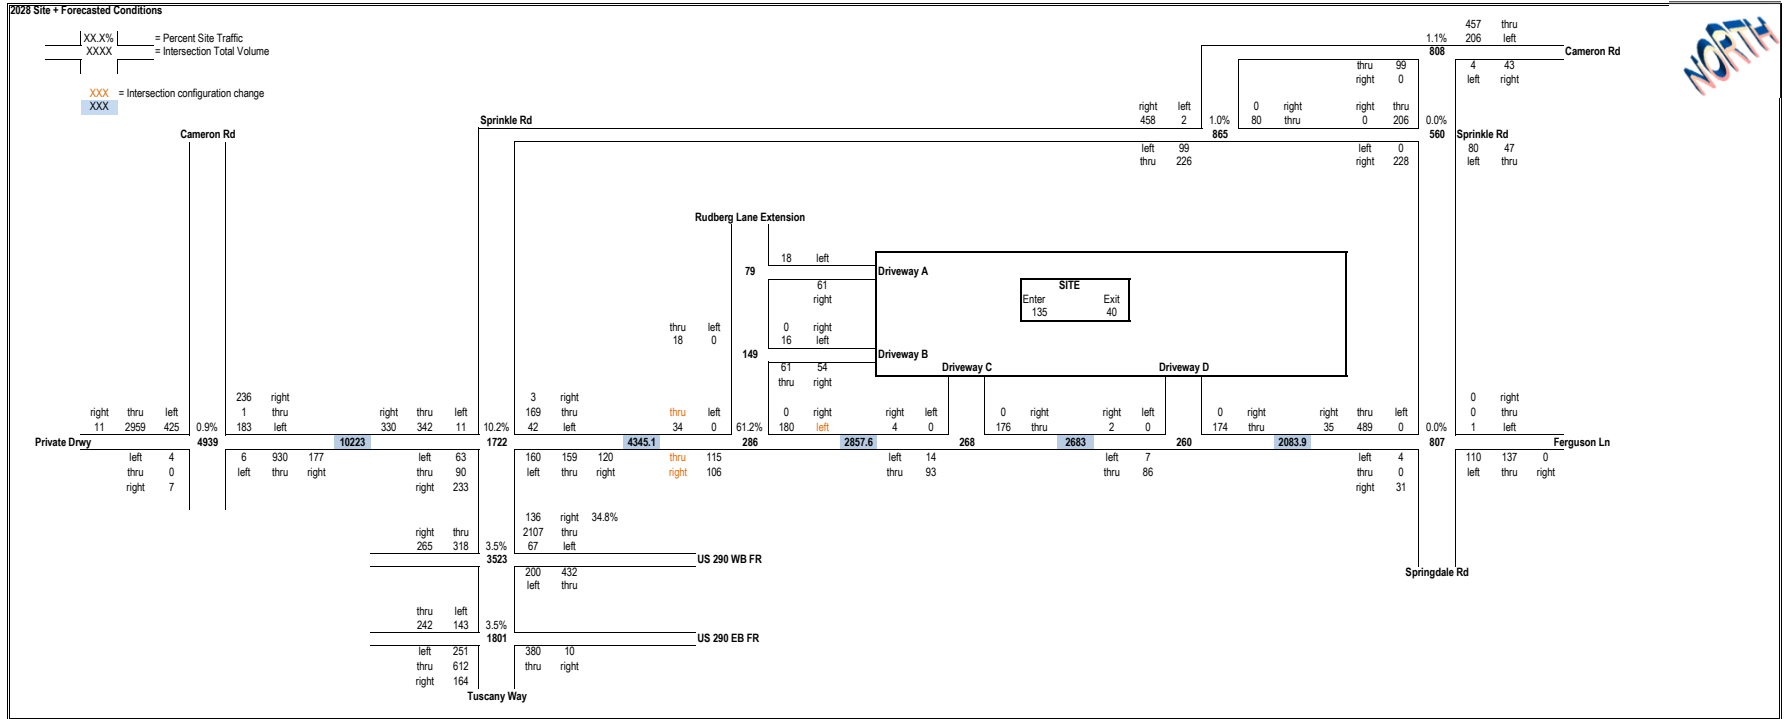 2028 Site + Forecasted Conditions
XX.X% = Percent Site Traffic
XXXX = Intersection Total Volume
XXX = Intersection configuration change
XXX
NORTH
457 thru
1.1% 206 left
808 Cameron Rd
thru 99 4 43
right 0 left right
right left 0 right right thru
458 2 1.0% 80 thru 0 206 0.0%
Sprinkle Rd
865 560 Sprinkle Rd
Cameron Rd
left 99 left 0 80 47
thru 226 right 228 left thru
Rudberg Lane Extension
18 left
79 Driveway A
61
right
SITE
Enter Exit
135 40
thru left 0 right
18 0 16 left
149 Driveway B
61 54
thru right
Driveway C Driveway D
236 right 3 right 0 right
right thru left 1 thru right thru left 169 thru thru left 0 right right left 0 right right left 0 right right thru left 0 thru
11 2959 425 0.9% 183 left 330 342 11 10.2% 42 left 34 0 61.2% 180 left 4 0 176 thru 2 0 174 thru 35 489 0 0.0% 1 left
Private Drwy 4939 10223 1722 4345.1 286 2857.6 268 2683 260 2083.9 807 Ferguson Ln
left 4 6 930 177 left 63 160 159 120 thru 115 left 14 left 7 left 4 110 137 0
thru 0 left thru right thru 90 left thru right right 106 thru 93 thru 86 thru 0 left thru right
right 7 right 233 right 31
136 right 34.8%
right thru 2107 thru
265 318 3.5% 67 left
3523 US 290 WB FR
200 432
left thru
Springdale Rd
thru left
242 143 3.5%
1801 US 290 EB FR
left 251 380 10
thru 612 thru right
right 164
Tuscany Way